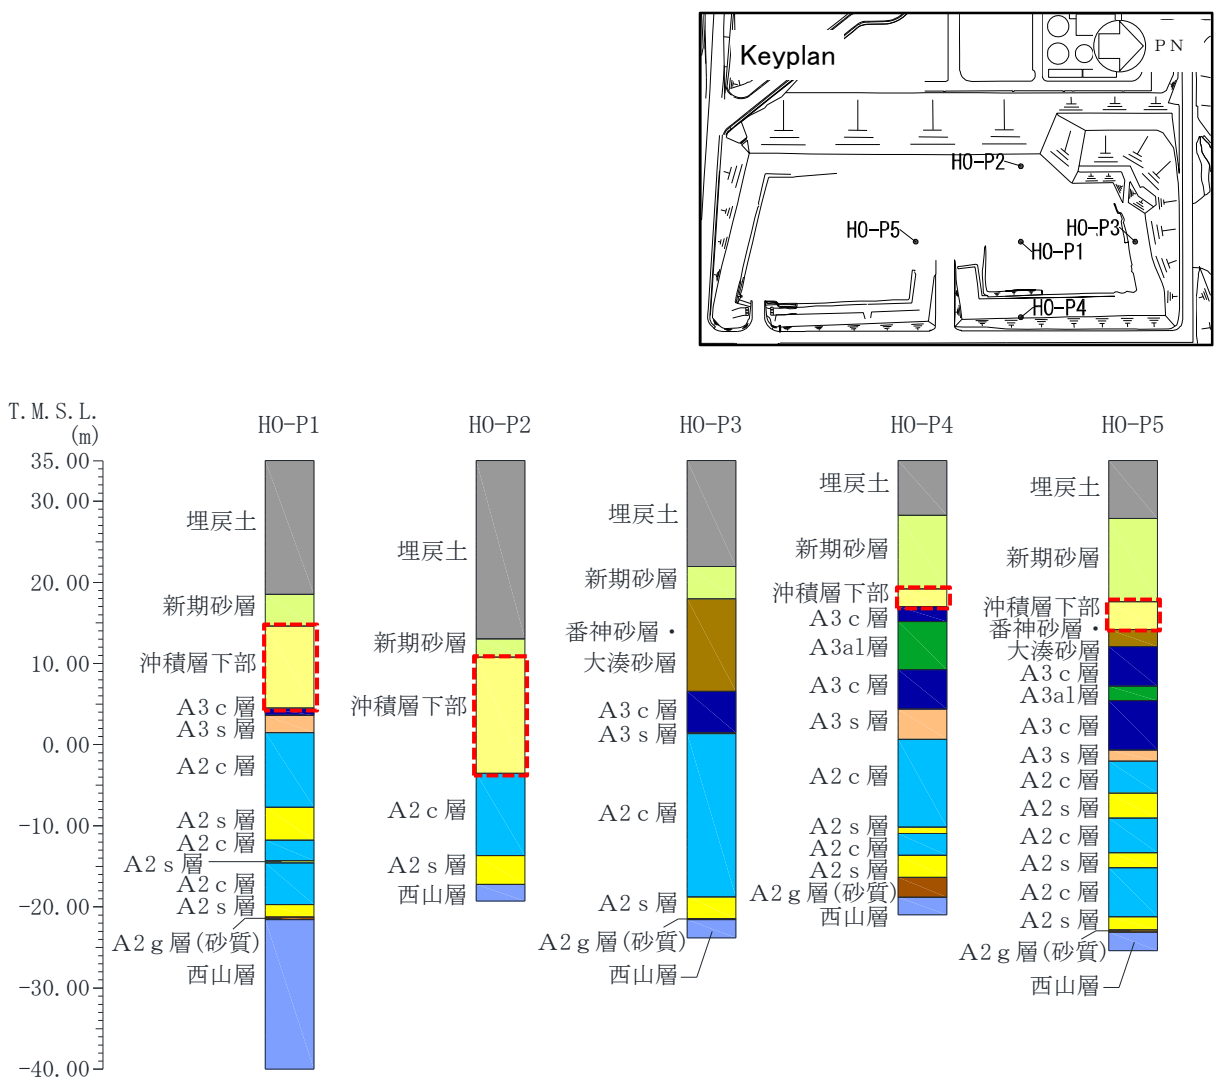 Keyplan
PN
HO-P2
HO-P5
HO-P3
HO-P1
HO-P4
T.M.S.L.
(m)
35.00
30.00
20.00
10.00
0.00
-10.00
-20.00
-30.00
-40.00
HO-P1
埋戻土
新期砂層
沖積層下部
A3c層
A3s層
A2c層
A2s層
A2c層
A2s層
A2c層
A2s層
A2g層(砂質)
西山層
HO-P2
埋戻土
新期砂層
沖積層下部
A2c層
A2s層
西山層
HO-P3
埋戻土
新期砂層
番神砂層・
大湊砂層
A3c層
A3s層
A2c層
A2s層
A2g層(砂質)
西山層
HO-P4
埋戻土
新期砂層
沖積層下部
A3c層
A3al層
A3c層
A3s層
A2c層
A2s層
A2c層
A2s層
A2g層(砂質)
西山層
HO-P5
埋戻土
新期砂層
沖積層下部
番神砂層・
大湊砂層
A3c層
A3al層
A3c層
A3s層
A2c層
A2s層
A2c層
A2s層
A2c層
A2s層
A2g層(砂質)
西山層